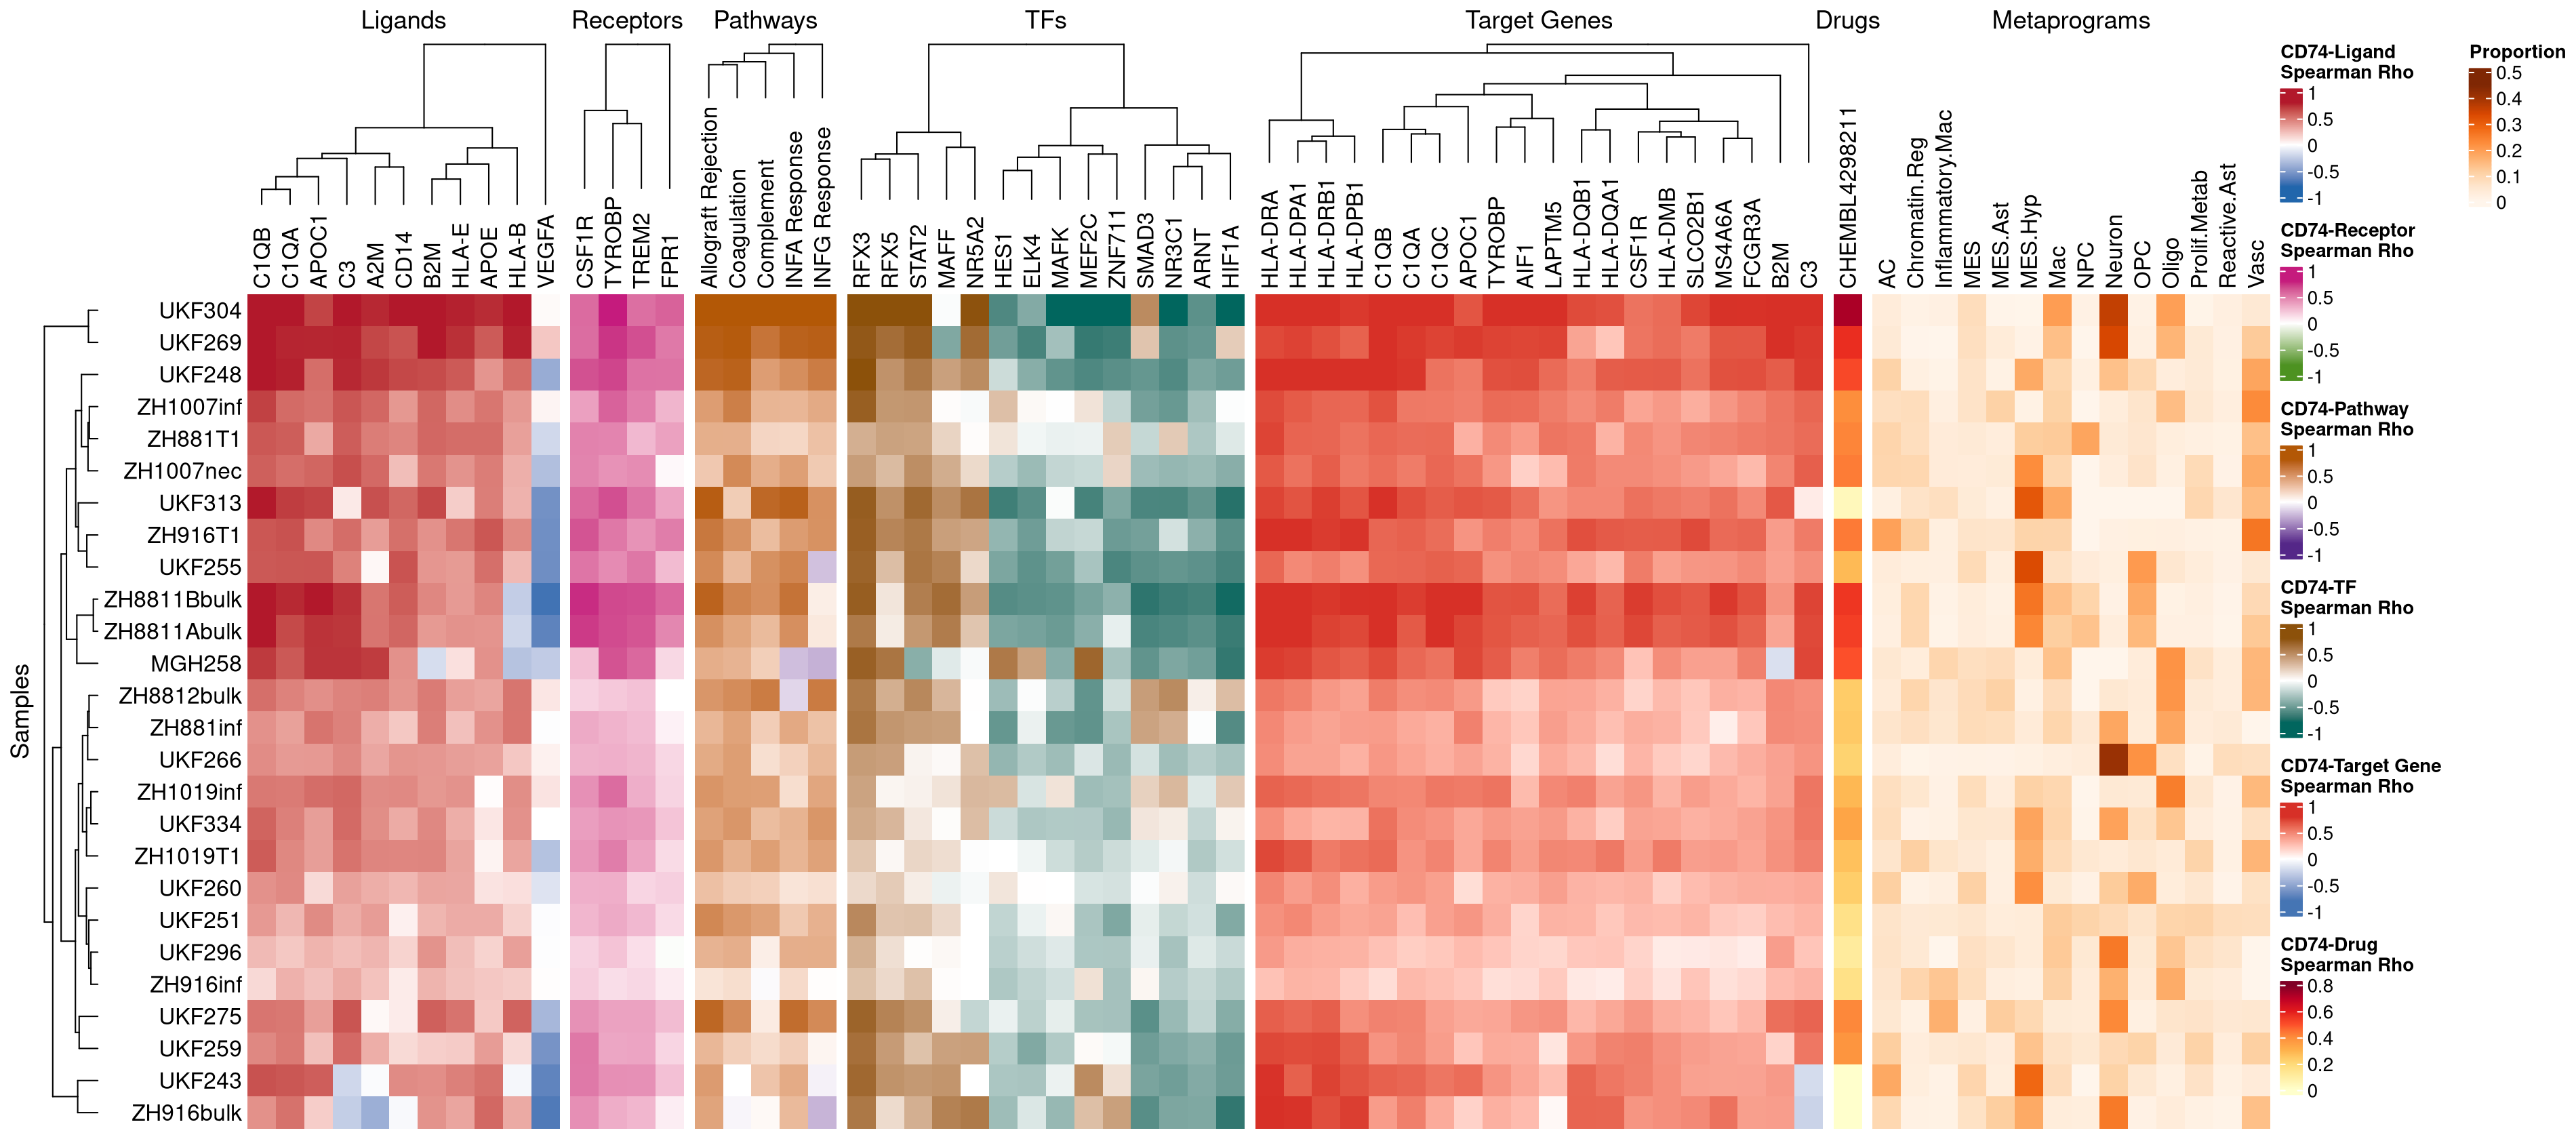 Ligands
Receptors
Pathways
TFs
Target Genes
Drugs
Metaprograms
C1QB
C1QA
APOC1
C3
A2M
CD14
B2M
HLA-E
APOE
HLA-B
VEGFA
CSF1R
TYROBP
TREM2
FPR1
Allograft Rejection
Coagulation
Complement
INFA Response
INFG Response
RFX3
RFX5
STAT2
MAFF
NR5A2
HES1
ELK4
MAFK
MEF2C
ZNF711
SMAD3
NR3C1
ARNT
HIF1A
HLA-DRA
HLA-DPA1
HLA-DRB1
HLA-DPB1
C1QB
C1QA
C1QC
APOC1
TYROBP
AIF1
LAPTM5
HLA-DQB1
HLA-DQA1
CSF1R
HLA-DMB
SLCO2B1
MS4A6A
FCGR3A
B2M
C3
CHEMBL4298211
AC
Chromatin.Reg
Inflammatory.Mac
MES
MES.Ast
MES.Hyp
Mac
NPC
Neuron
OPC
Oligo
Prolif.Metab
Reactive.Ast
Vasc
Samples
UKF304
UKF269
UKF248
ZH1007inf
ZH881T1
ZH1007nec
UKF313
ZH916T1
UKF255
ZH8811Bbulk
ZH8811Abulk
MGH258
ZH8812bulk
ZH881inf
UKF266
ZH1019inf
UKF334
ZH1019T1
UKF260
UKF251
UKF296
ZH916inf
UKF275
UKF259
UKF243
ZH916bulk
CD74-Ligand
Spearman Rho
1
0.5
0
-0.5
-1
CD74-Receptor
Spearman Rho
1
0.5
0
-0.5
-1
CD74-Pathway
Spearman Rho
1
0.5
0
-0.5
-1
CD74-TF
Spearman Rho
1
0.5
0
-0.5
-1
CD74-Target Gene
Spearman Rho
1
0.5
0
-0.5
-1
CD74-Drug
Spearman Rho
0.8
0.6
0.4
0.2
0
Proportion
0.5
0.4
0.3
0.2
0.1
0